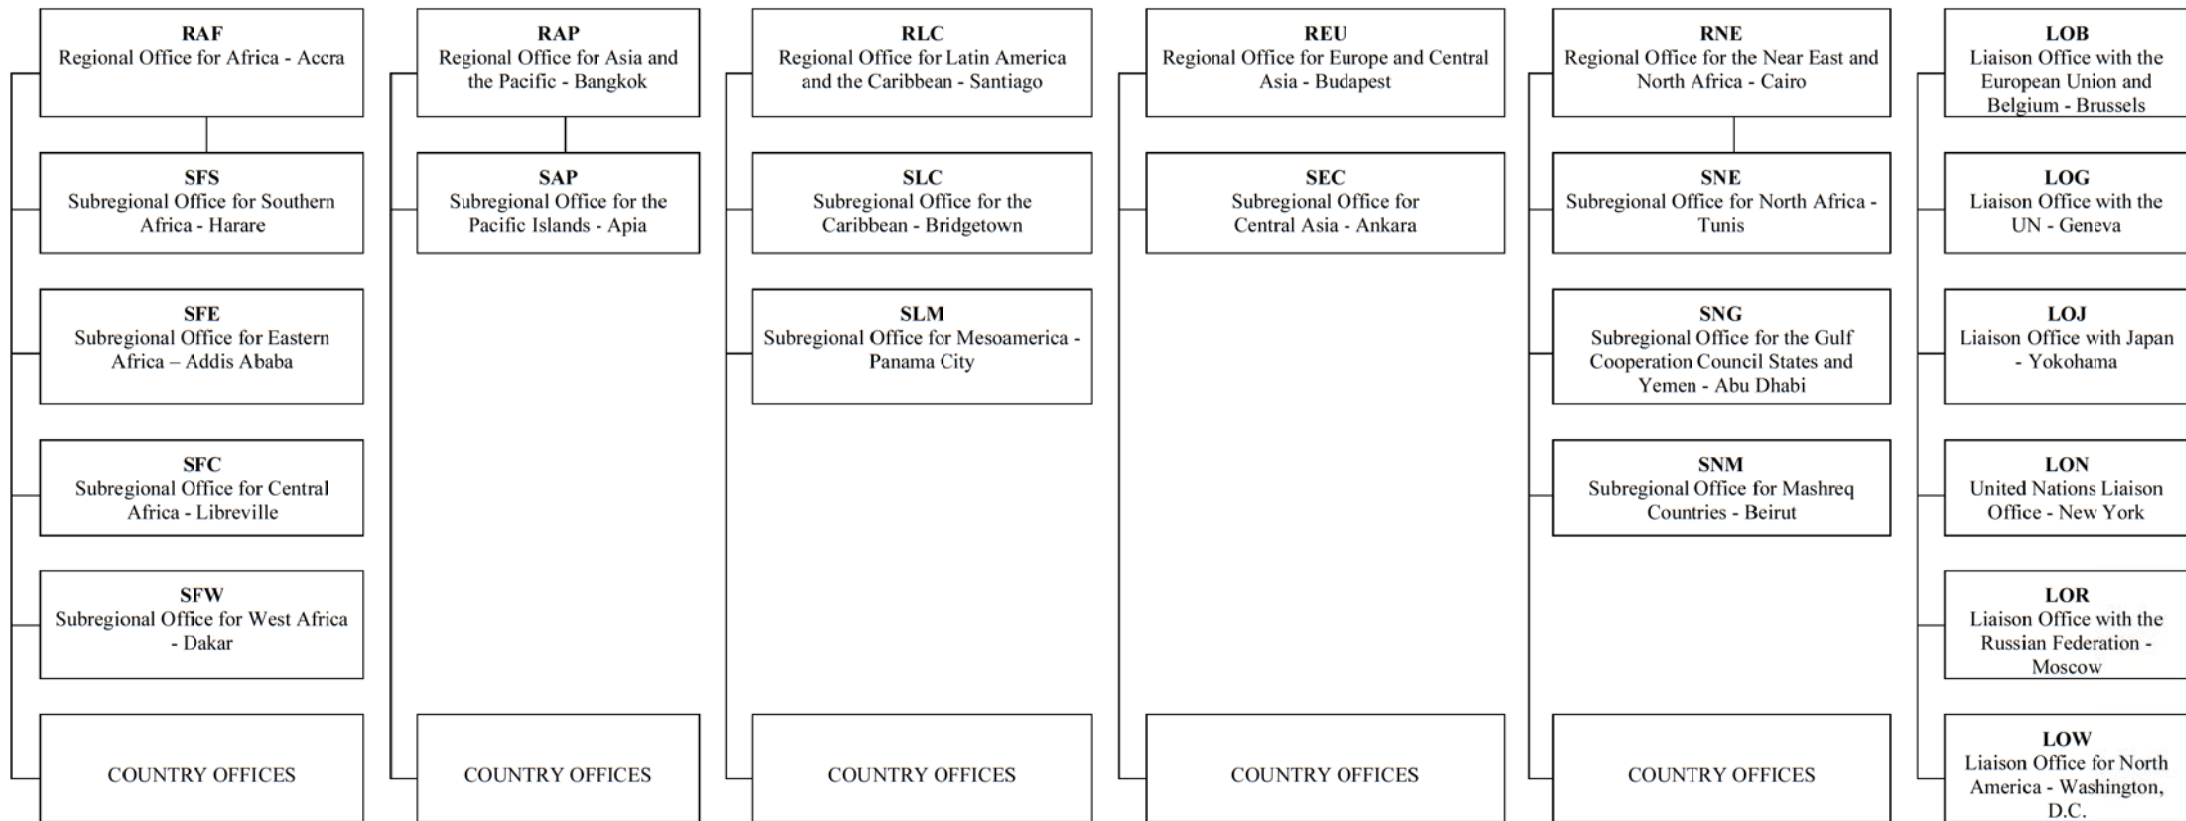 RAF
Regional Office for Africa - Accra
SFS
Subregional Office for Southern
Africa - Harare
SFE
Subregional Office for Eastern
Africa – Addis Ababa
SFC
Subregional Office for Central
Africa - Libreville
SFW
Subregional Office for West Africa
- Dakar
COUNTRY OFFICES
RAP
Regional Office for Asia and
the Pacific - Bangkok
SAP
Subregional Office for the
Pacific Islands - Apia
COUNTRY OFFICES
RLC
Regional Office for Latin America
and the Caribbean - Santiago
SLC
Subregional Office for the
Caribbean - Bridgetown
SLM
Subregional Office for Mesoamerica -
Panama City
COUNTRY OFFICES
REU
Regional Office for Europe and Central
Asia - Budapest
SEC
Subregional Office for
Central Asia - Ankara
COUNTRY OFFICES
RNE
Regional Office for the Near East and
North Africa - Cairo
SNE
Subregional Office for North Africa -
Tunis
SNG
Subregional Office for the Gulf
Cooperation Council States and
Yemen - Abu Dhabi
SNM
Subregional Office for Mashreq
Countries - Beirut
COUNTRY OFFICES
LOB
Liaison Office with the
European Union and
Belgium - Brussels
LOG
Liaison Office with the
UN - Geneva
LOJ
Liaison Office with Japan
- Yokohama
LON
United Nations Liaison
Office - New York
LOR
Liaison Office with the
Russian Federation -
Moscow
LOW
Liaison Office for North
America - Washington,
D.C.